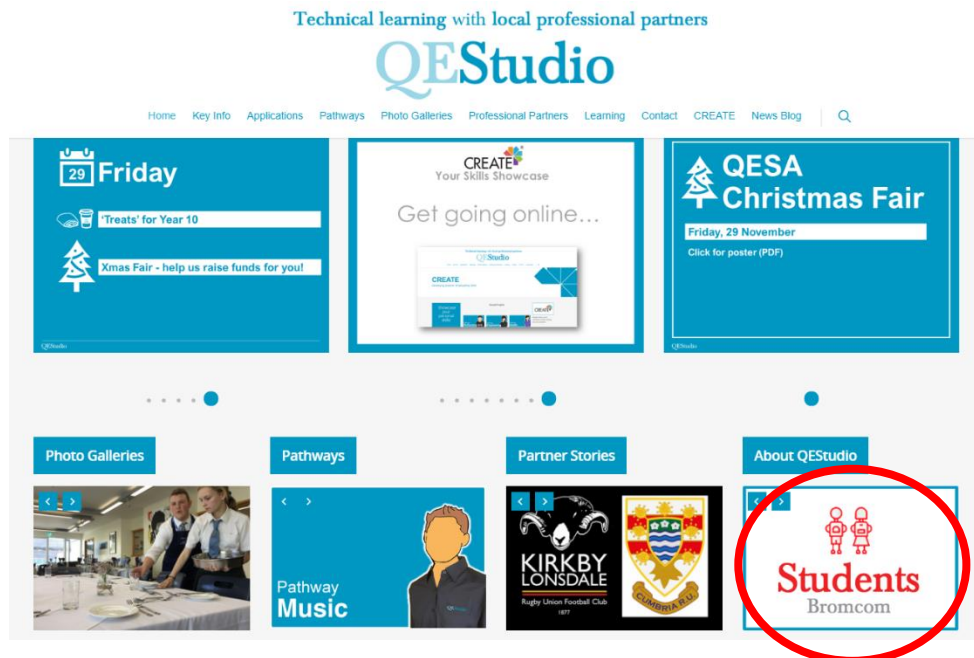 Technical learning with local professional partners
QEStudio
Home Key Info Applications Pathways Photo Galleries Professional Partners Learning Contact CREATE News Blog
29 Friday
'Treats' for Year 10
Xmas Fair - help us raise funds for you!
QEStudio
CREATE
Your Skills Showcase
Get going online...
QEStudio
CREATE
QESA
Christmas Fair
Friday, 29 November
Click for poster (PDF)
QEStudio
Photo Galleries
Pathways
Pathway
Music
Partner Stories
KIRKBY
LONSDALE
Rugby Union Football Club
1877
CUMBRIA R.U.
About QEStudio
Students
Bromcom